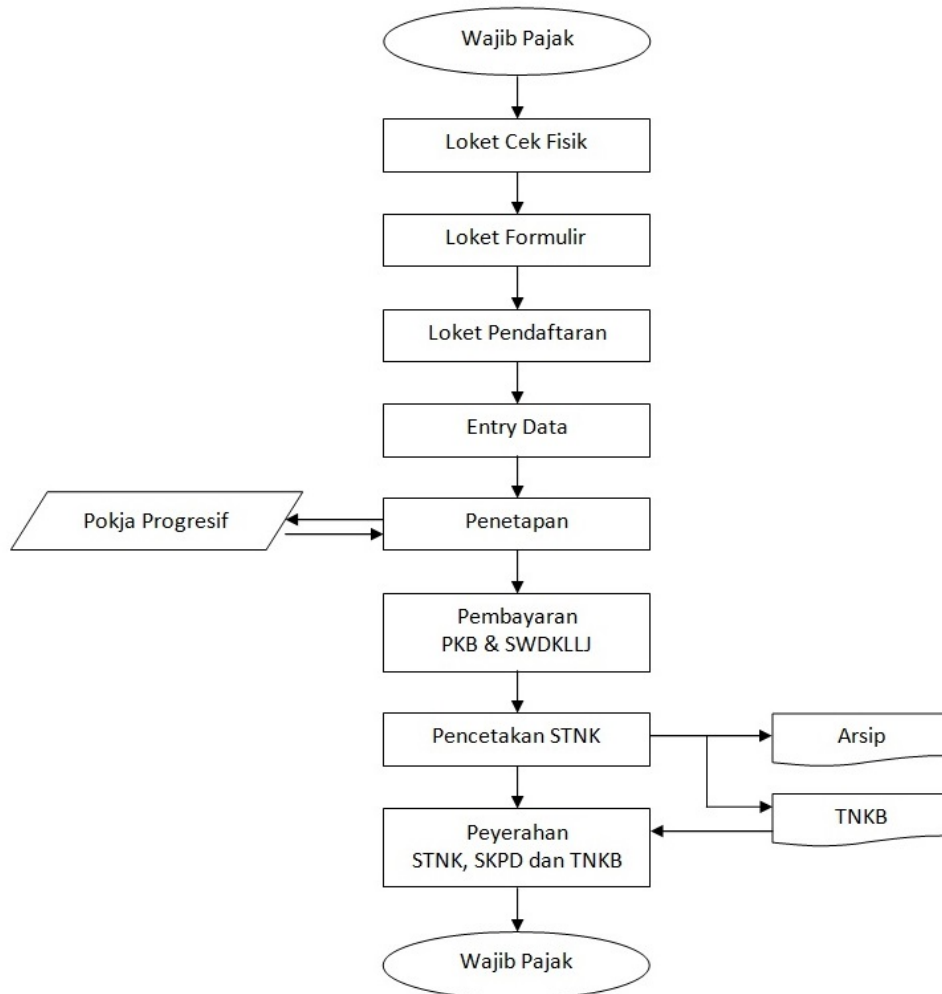 Wajib Pajak
Loket Cek Fisik
Loket Formulir
Loket Pendaftaran
Entry Data
Pokja Progresif
Penetapan
Pembayaran
PKB & SWDKLLJ
Pencetakan STNK
Arsip
TNKB
Peyerahan
STNK, SKPD dan TNKB
Wajib Pajak